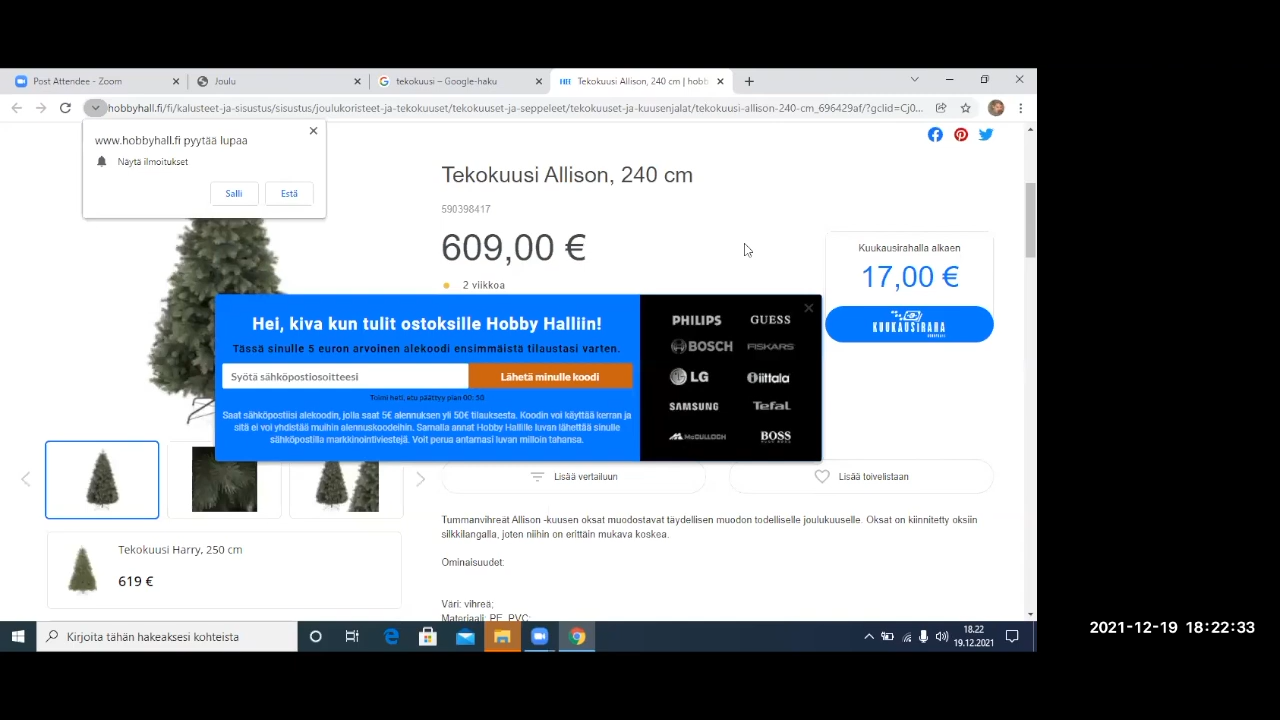 Post Attendee - Zoom
Joulu
tekokuusi – Google-haku
Tekokuusi Allison, 240 cm | hobb
hobbyhall.fi/fi/kalusteet-ja-sisustus/sisustus/joulukoristeet-ja-tekokuuset/tekokuuset-ja-seppeleet/tekokuuset-ja-kuusenjalat/tekokuusi-allison-240-cm_696429af/?gclid=Cj0...
www.hobbyhall.fi pyytää lupaa
Näytä ilmoitukset
Salli
Estä
Tekokuusi Allison, 240 cm
590398417
609,00 €
2 viikkoa
Kuukausirahalla alkaen
17,00 €
KUUKAUSIRAHA
Hei, kiva kun tulit ostoksille Hobby Halliin!
Tässä sinulle 5 euron arvoinen alekoodi ensimmäistä tilaustasi varten.
Syötä sähköpostiosoitteesi
Lähetä minulle koodi
Toimi heti, etu päättyy pian 00: 50
Saat sähköpostiisi alekoodin, jolla saat 5€ alennuksen yli 50€ tilauksesta. Koodin voi käyttää kerran ja
sitä ei voi yhdistää muihin alennuskoodeihin. Samalla annat Hobby Hallille luvan lähettää sinulle
sähköpostilla markkinointiviestejä. Voit perua antamasi luvan milloin tahansa.
PHILIPS
GUESS
BOSCH
FISKARS
LG
iittala
SAMSUNG
Tefal
McCULLOCH
BOSS
Lisää vertailuun
Lisää toivelistaan
Tummanvihreät Allison -kuusen oksat muodostavat täydellisen muodon todelliselle joulukuuselle. Oksat on kiinnitetty oksiin
silkkilangalla, joten niihin on erittäin mukava koskea.
Ominaisuudet:
Väri: vihreä;
Materiaali: PE, PVC;
Tekokuusi Harry, 250 cm
619 €
Kirjoita tähän hakeaksesi kohteista
18.22
19.12.2021
2021-12-19 18:22:33